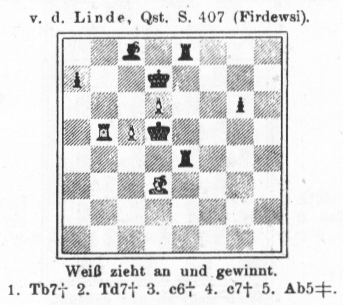 v. d. Linde, Qst. S. 407 (Firdewsi).
Weiß zieht an und gewinnt.
1. Tb7† 2. Td7† 3. c6† 4. c7† 5. Ab5‡.